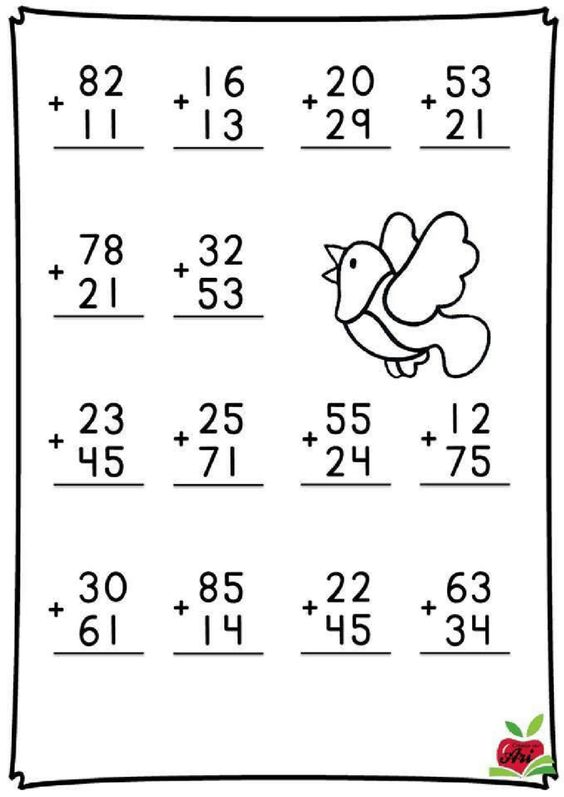 82 16 20 53
+ 11 + 13 + 29 + 21
78 32
+ 21 + 53
23 25 55 12
+ 45 + 71 + 24 + 75
30 85 22 63
+ 61 + 14 + 45 + 34
Ari